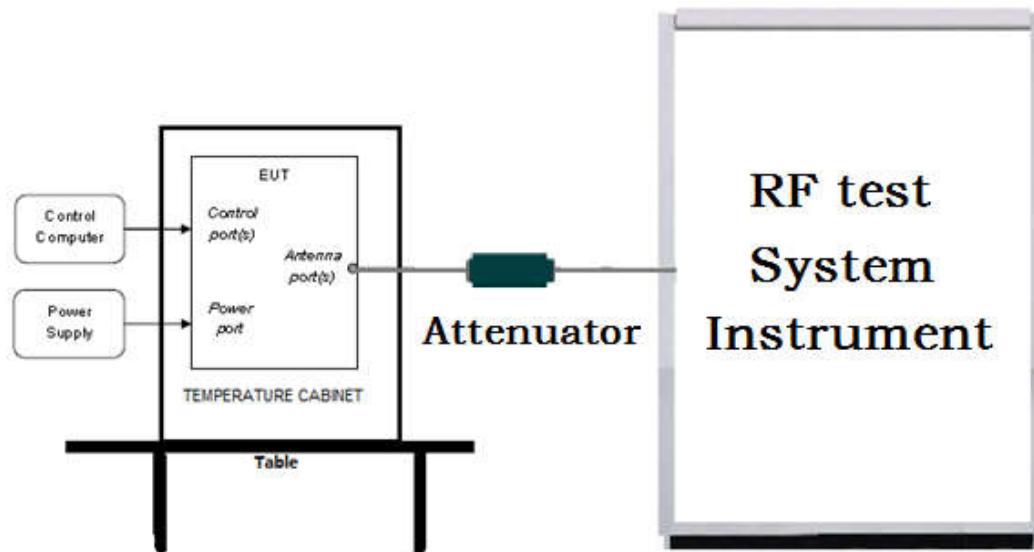 Control
Computer
Power
Supply
EUT
Control
port(s)
Antenna
port(s)
Power
port
TEMPERATURE CABINET
Table
Attenuator
RF test
System
Instrument